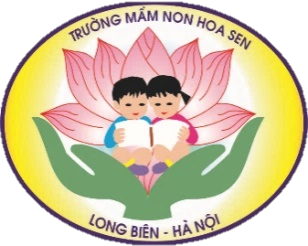 TRƯỜNG MẦM NON HOA SEN
LONG BIÊN - HÀ NỘI